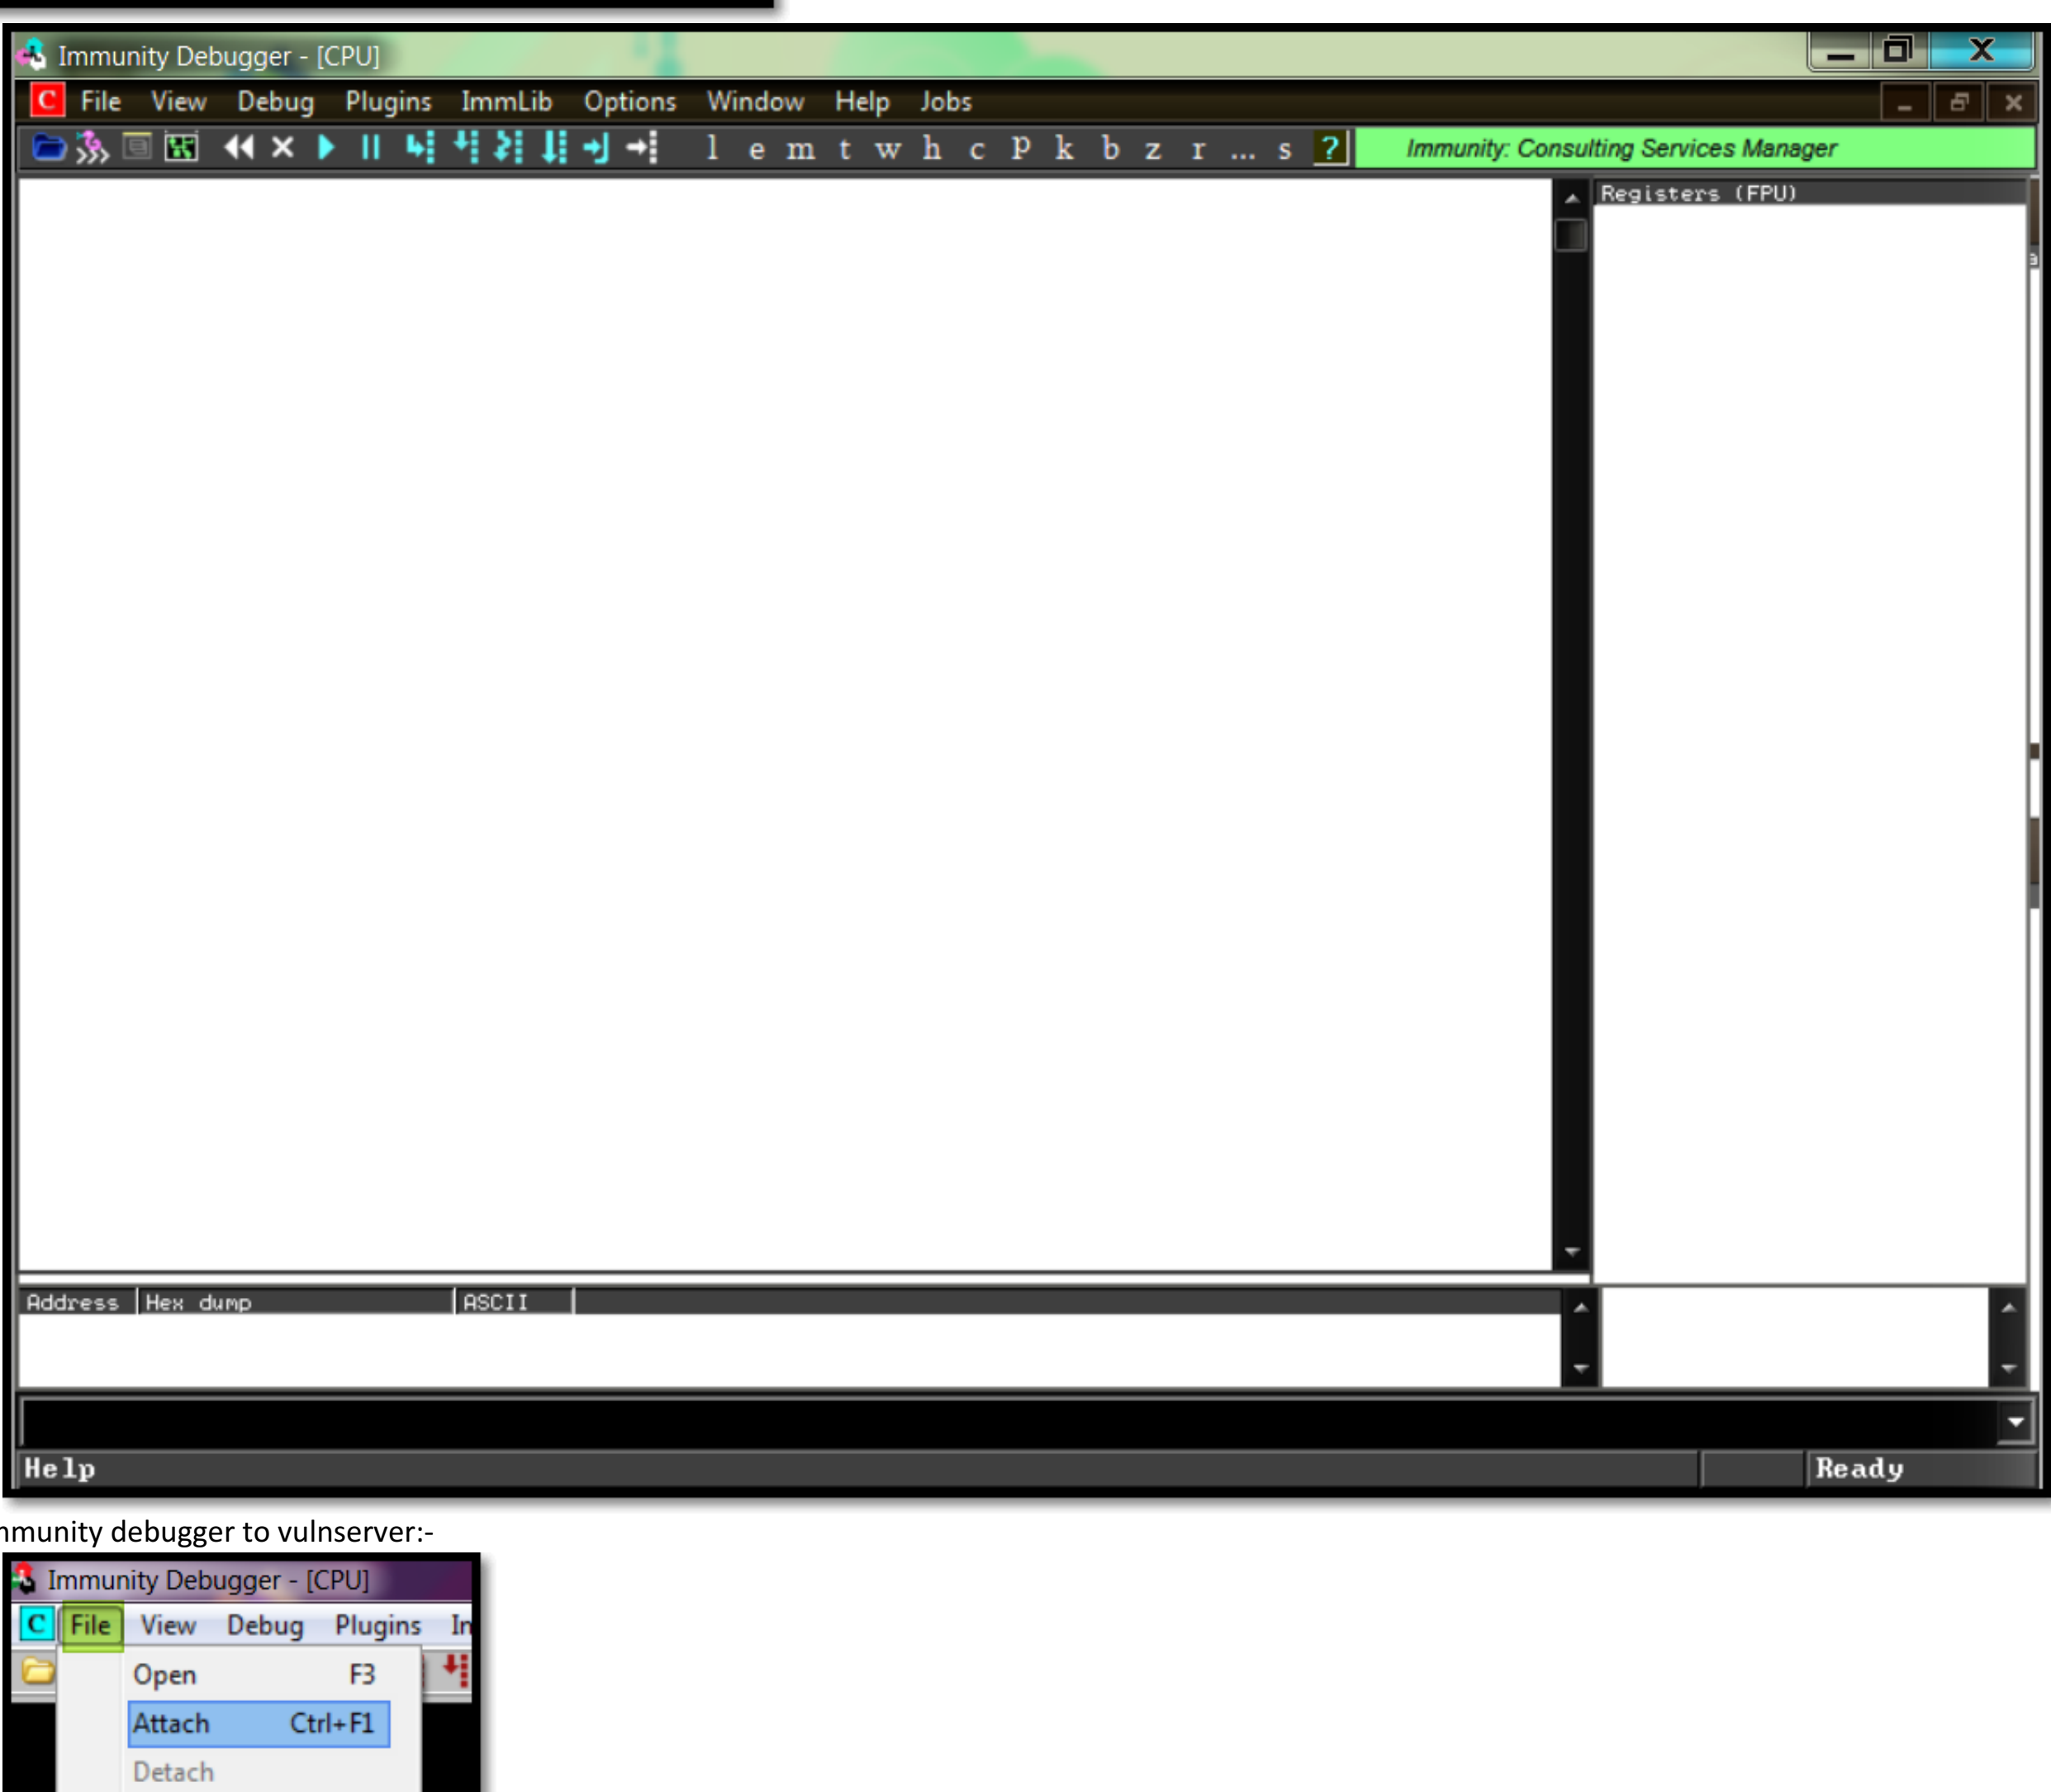 Immunity Debugger - [CPU]
C File View Debug Plugins ImmLib Options Window Help Jobs
l e m t w h c P k b z r ... s ? Immunity: Consulting Services Manager
Registers (FPU)
Address Hex dump ASCII
Help Ready
debugger to vulnserver:-
Immunity Debugger - [CPU]
C File View Debug Plugins
Open F3
Attach Ctrl+F1
Detach